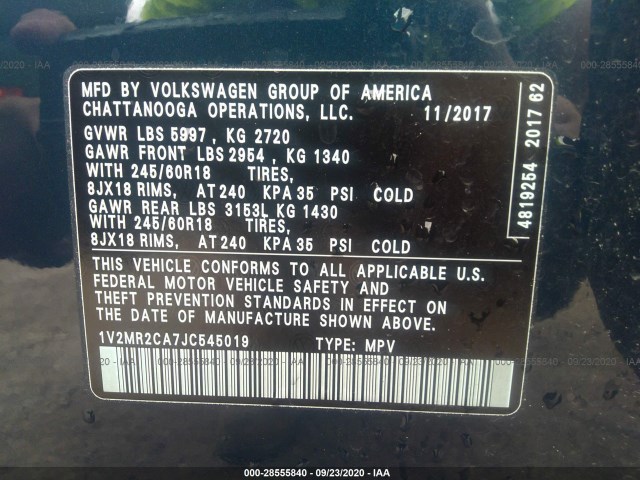 MFD BY VOLKSWAGEN GROUP OF AMERICA
CHATTANOOGA OPERATIONS, LLC. 11/2017
GVWR LBS 5997 , KG 2720
GAWR FRONT LBS 2954 , KG 1340
WITH 245/60R18 TIRES,
8JX18 RIMS, AT 240 KPA 35 PSI COLD
GAWR REAR LBS 3153L KG 1430
WITH 245/60R18 TIRES,
8JX18 RIMS, AT 240 KPA 35 PSI COLD
THIS VEHICLE CONFORMS TO ALL APPLICABLE U.S.
FEDERAL MOTOR VEHICLE SAFETY AND
THEFT PREVENTION STANDARDS IN EFFECT ON
THE DATE OF MANUFACTURE SHOWN ABOVE.
1V2MR2CA7JC545019 TYPE: MPV
4819254 2017 62
000-28555840 - 09/23/2020 - IAA